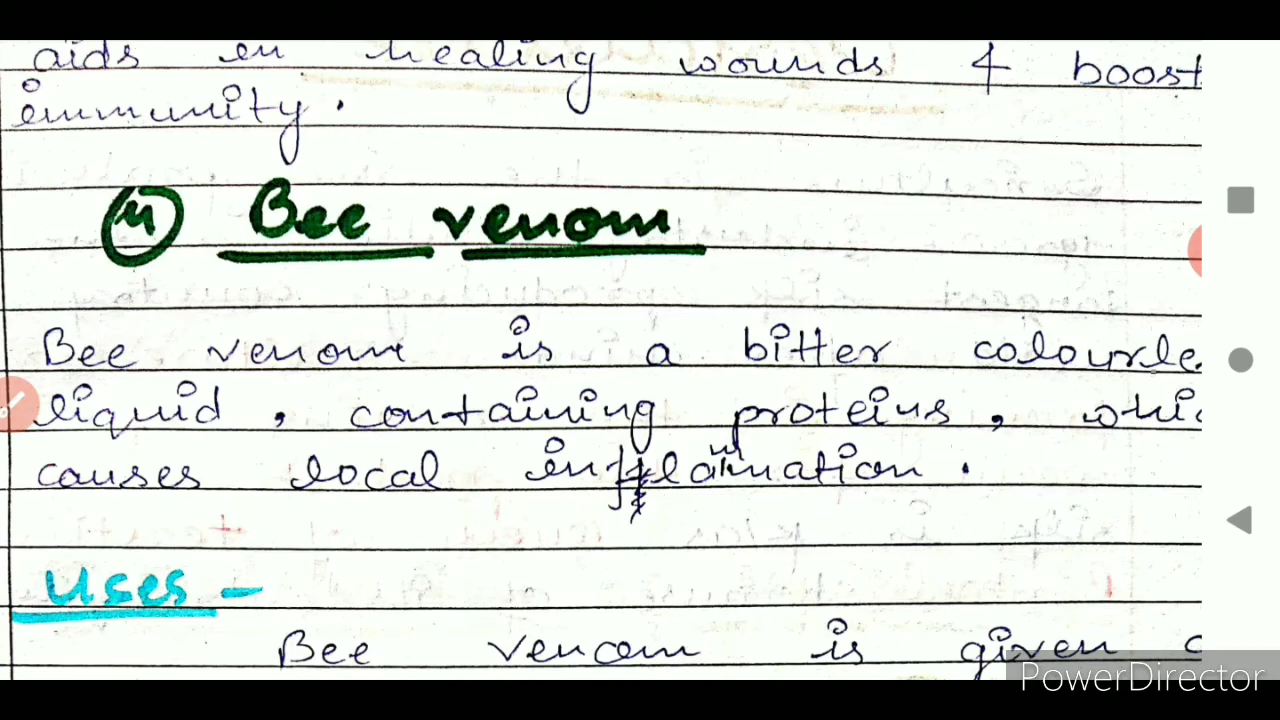 aids in healing wounds & boost
immunity.
4 Bee venom
Bee venom is a bitter colourle
liquid, containing proteins, whic
causes local inflammation.
Uses -
Bee venom is given
PowerDirector